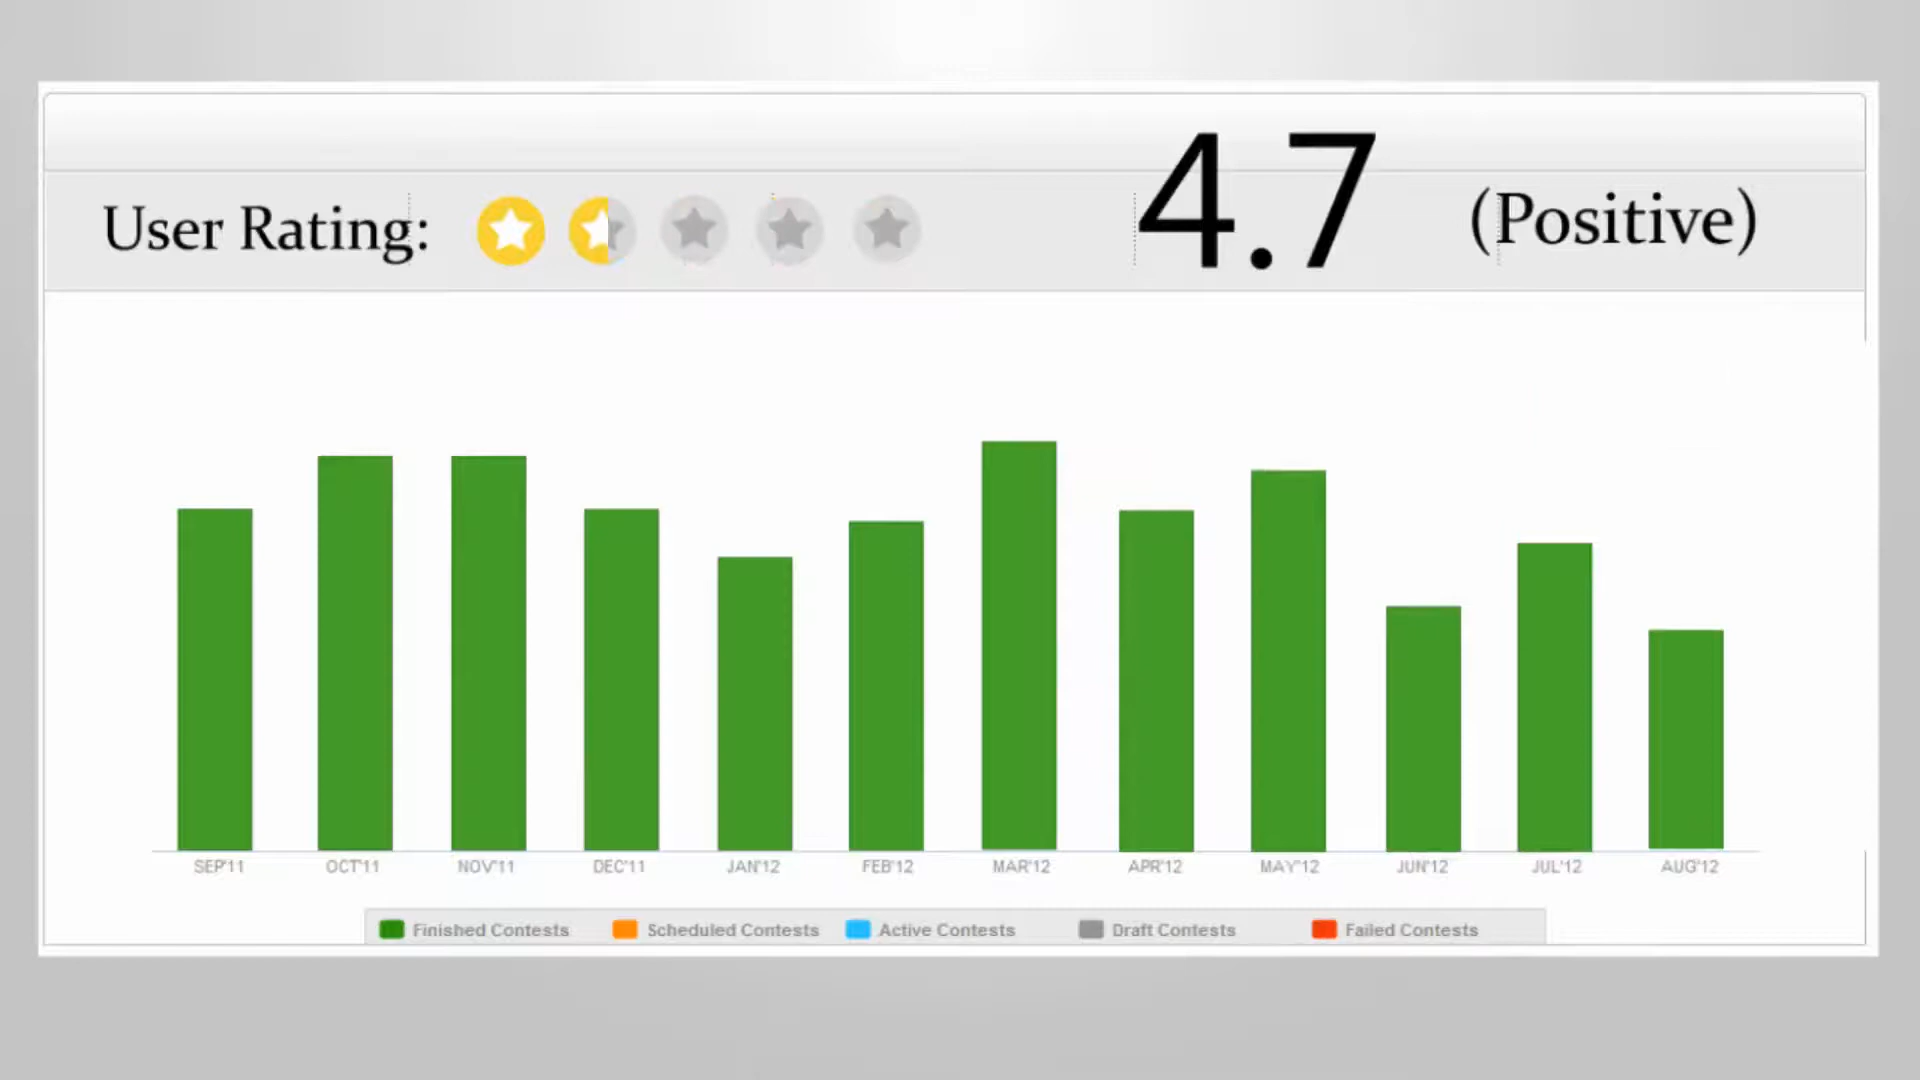 User Rating: 4.7 (Positive)
SEP'11 OCT'11 NOV'11 DEC'11 JAN'12 FEB'12 MAR'12 APR'12 MAY'12 JUN'12 JUL'12 AUG'12
Finished Contests Scheduled Contests Active Contests Draft Contests Failed Contests